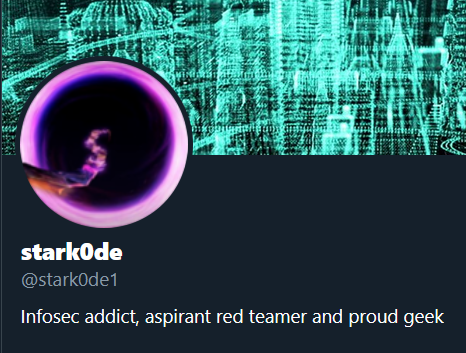 stark0de
@stark0de1
Infosec addict, aspirant red teamer and proud geek